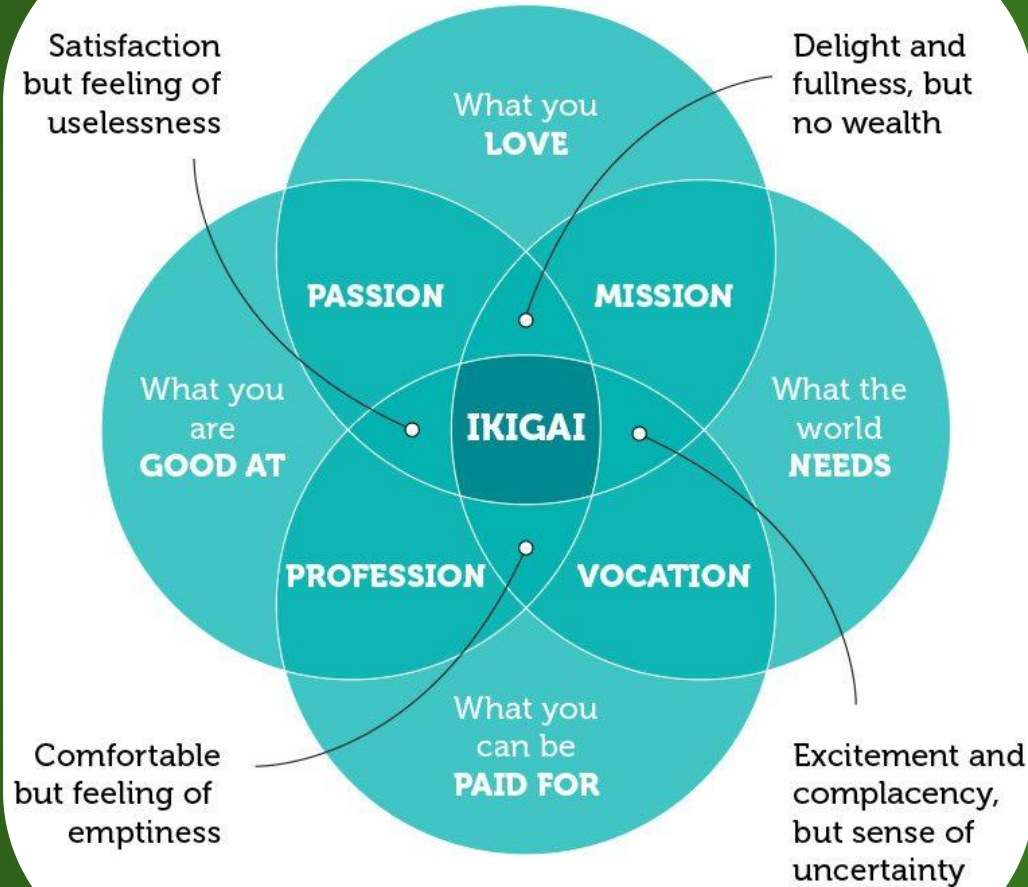 Satisfaction
but feeling of
uselessness
Delight and
fullness, but
no wealth
What you
LOVE
PASSION
MISSION
What you
are
GOOD AT
IKIGAI
What the
world
NEEDS
PROFESSION
VOCATION
What you
can be
PAID FOR
Comfortable
but feeling of
emptiness
Excitement and
complacency,
but sense of
uncertainty